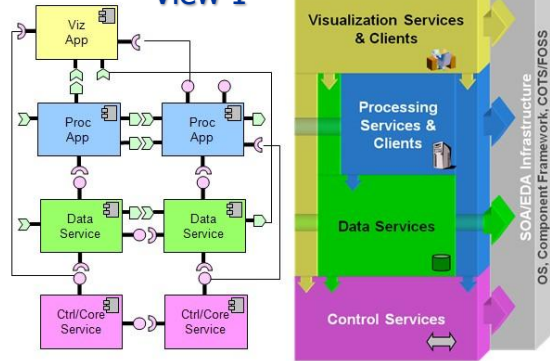 View 1
Viz
App
Proc
App
Proc
App
Data
Service
Data
Service
Ctrl/Core
Service
Ctrl/Core
Service
Visualization Services
& Clients
Processing
Services &
Clients
Data Services
Control Services
SOA/EDA Infrastructure
OS, Component Framework, COTS/FOSS